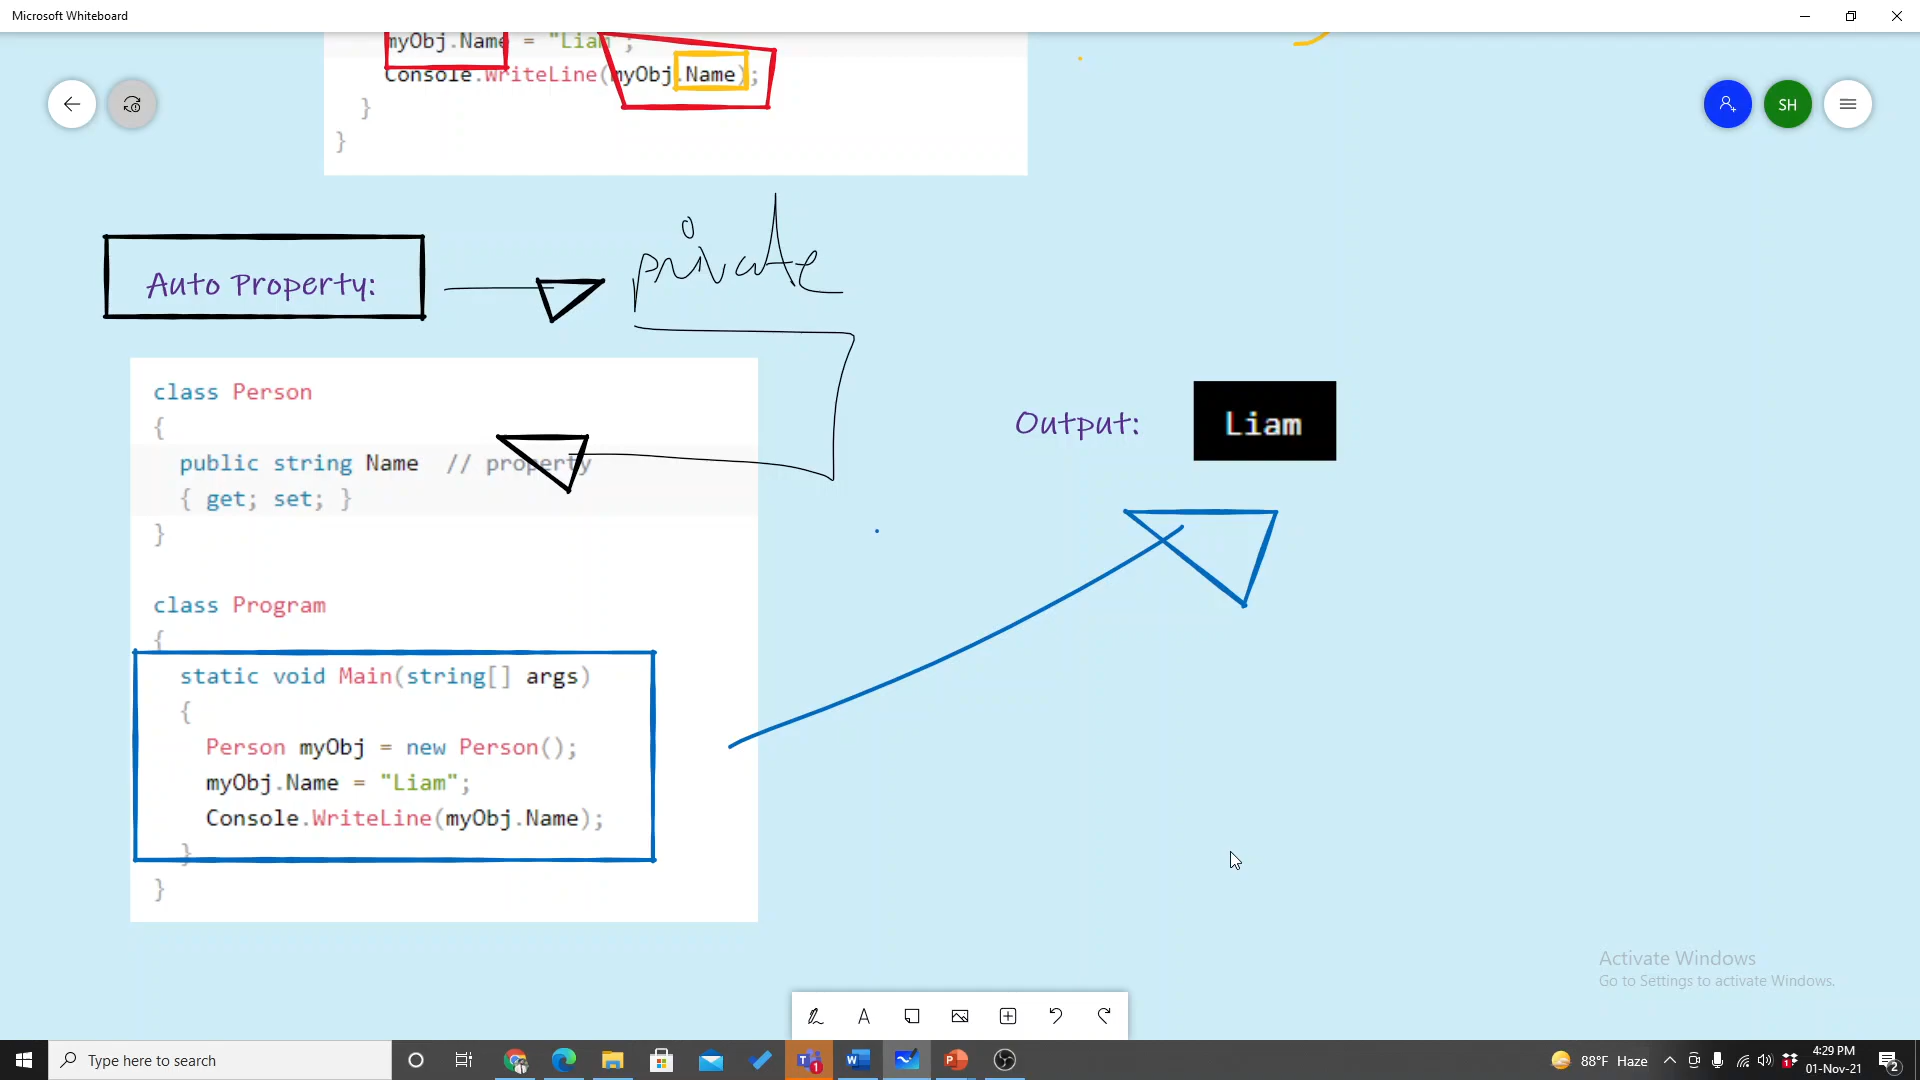 Microsoft Whiteboard
myObj.Name = "Liam";
Console.WriteLine(myObj.Name);
}
}
SH
private
Auto Property:
class Person
{
public string Name // property
{ get; set; }
}
Output:
Liam
class Program
{
static void Main(string[] args)
{
Person myObj = new Person();
myObj.Name = "Liam";
Console.WriteLine(myObj.Name);
}
}
Activate Windows
Go to Settings to activate Windows.
Type here to search
88°F Haze
4:29 PM
01-Nov-21